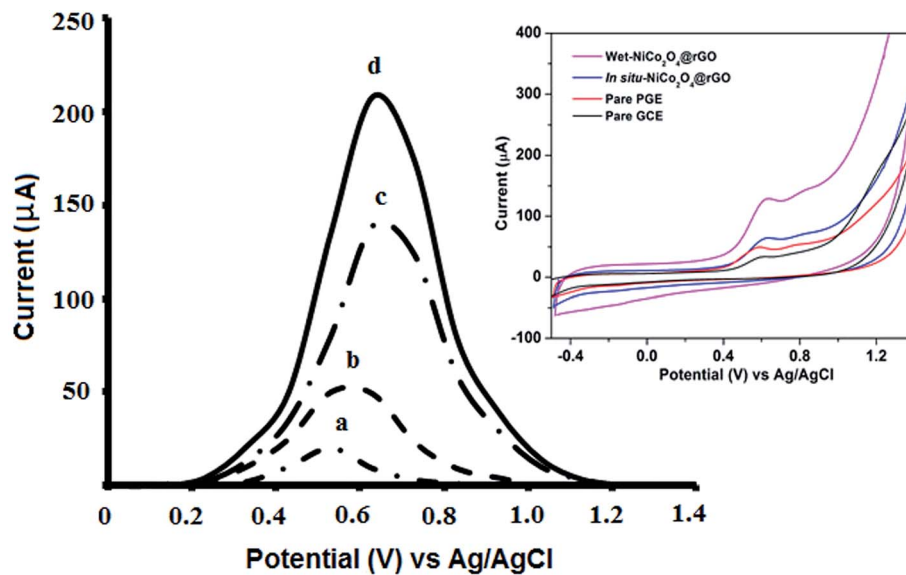 250
200
150
100
50
Current (µA)
0
0.2
0.4
0.6
0.8
1.0
1.2
1.4
Potential (V) vs Ag/AgCl
a
b
c
d
400
300
200
100
0
-100
Current (µA)
-0.4
0.0
0.4
0.8
1.2
Potential (V) vs Ag/AgCl
Wet-NiCo₂O₄@rGO
In situ-NiCo₂O₄@rGO
Pare PGE
Pare GCE